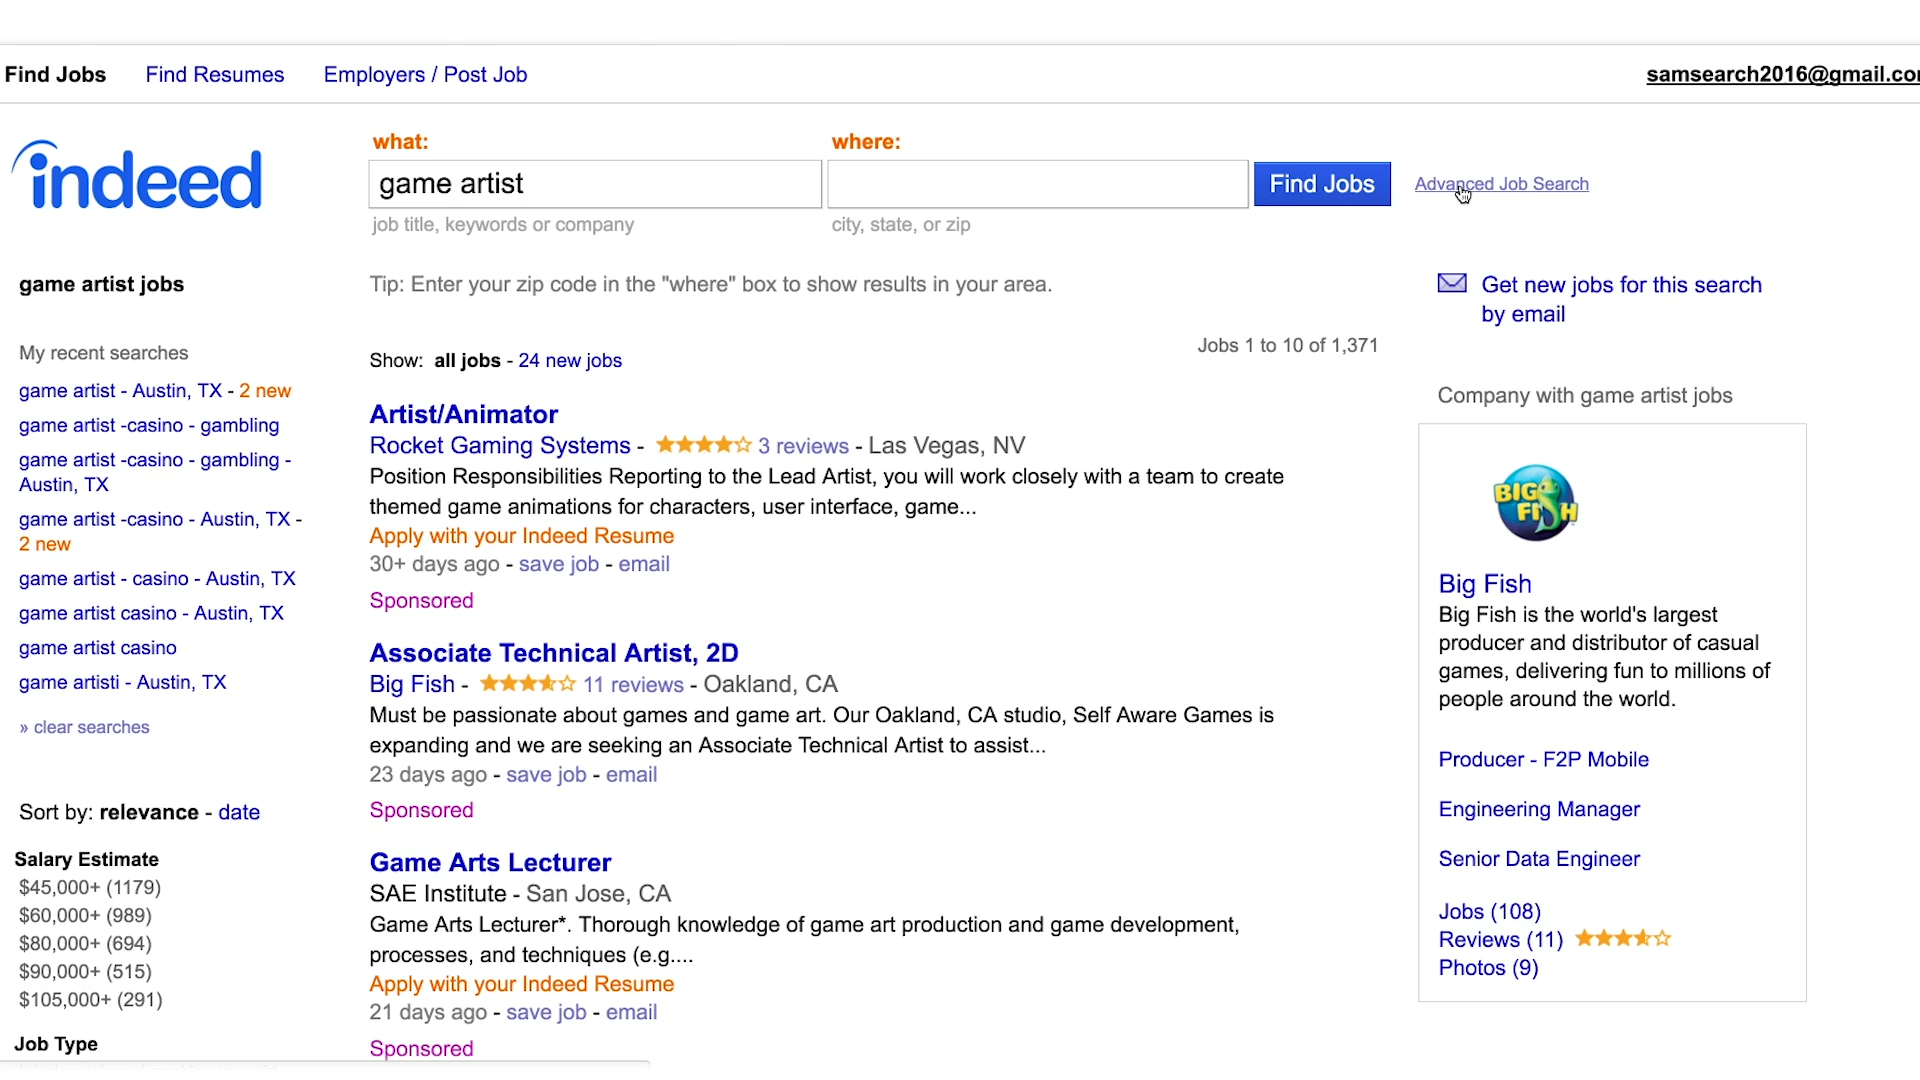 Find Jobs Find Resumes Employers / Post Job samsearch2016@gmail.co
indeed
what: where:
game artist
Find Jobs
Advanced Job Search
job title, keywords or company
city, state, or zip
game artist jobs
My recent searches
game artist - Austin, TX - 2 new
game artist -casino - gambling
game artist -casino - gambling -
Austin, TX
game artist -casino - Austin, TX -
2 new
game artist - casino - Austin, TX
game artist casino - Austin, TX
game artist casino
game artisti - Austin, TX
» clear searches
Sort by: relevance - date
Salary Estimate
$45,000+ (1179)
$60,000+ (989)
$80,000+ (694)
$90,000+ (515)
$105,000+ (291)
Job Type
Tip: Enter your zip code in the "where" box to show results in your area.
Show: all jobs - 24 new jobs
Jobs 1 to 10 of 1,371
Artist/Animator
Rocket Gaming Systems - 3 reviews - Las Vegas, NV
Position Responsibilities Reporting to the Lead Artist, you will work closely with a team to create
themed game animations for characters, user interface, game...
Apply with your Indeed Resume
30+ days ago - save job - email
Sponsored
Associate Technical Artist, 2D
Big Fish - 11 reviews - Oakland, CA
Must be passionate about games and game art. Our Oakland, CA studio, Self Aware Games is
expanding and we are seeking an Associate Technical Artist to assist...
23 days ago - save job - email
Sponsored
Game Arts Lecturer
SAE Institute - San Jose, CA
Game Arts Lecturer*. Thorough knowledge of game art production and game development,
processes, and techniques (e.g....
Apply with your Indeed Resume
21 days ago - save job - email
Sponsored
Get new jobs for this search
by email
Company with game artist jobs
BIG
FISH
Big Fish
Big Fish is the world's largest
producer and distributor of casual
games, delivering fun to millions of
people around the world.
Producer - F2P Mobile
Engineering Manager
Senior Data Engineer
Jobs (108)
Reviews (11)
Photos (9)